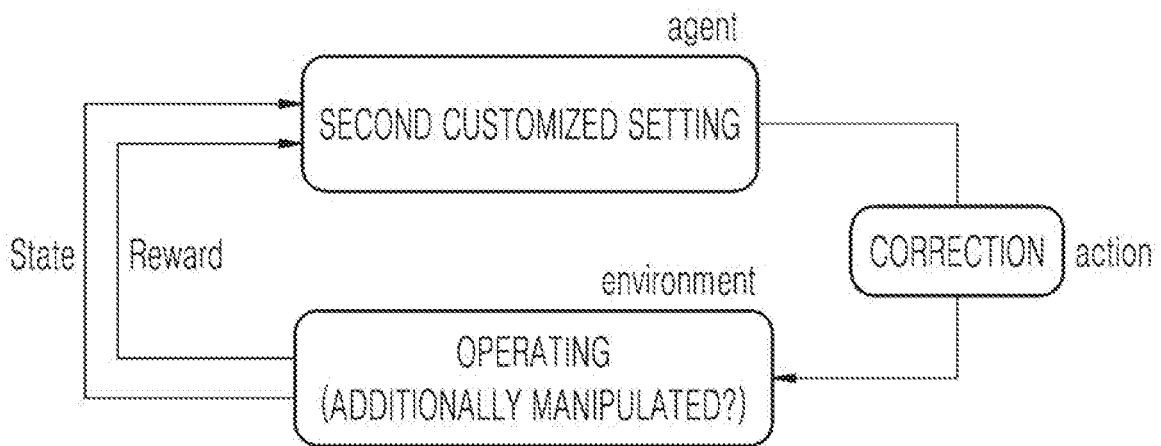 agent
SECOND CUSTOMIZED SETTING
State
Reward
CORRECTION
action
environment
OPERATING
(ADDITIONALLY MANIPULATED?)